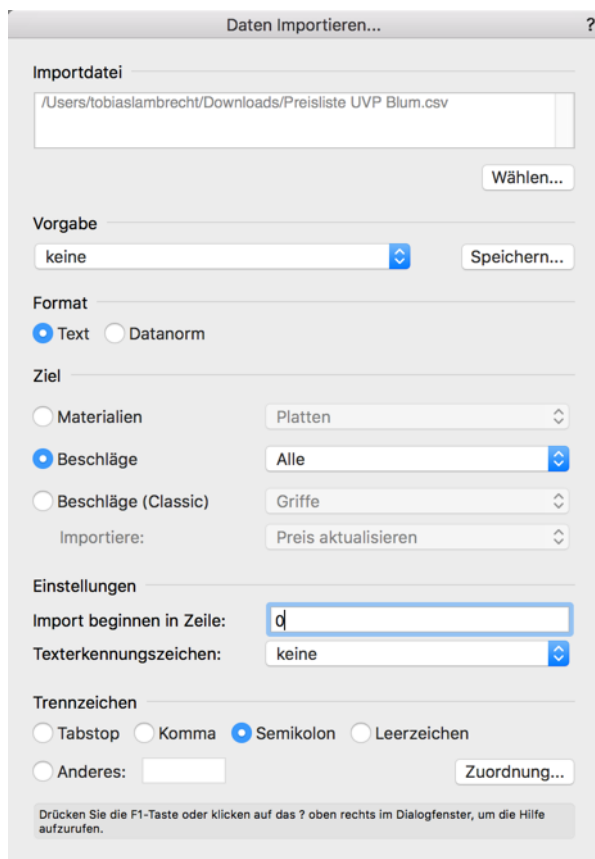 Daten Importieren...
?
Importdatei
/Users/tobiaslambrecht/Downloads/Preisliste UVP Blum.csv
Wählen...
Vorgabe
keine
Speichern...
Format
Text Datanorm
Ziel
Materialien Platten
Beschläge Alle
Beschläge (Classic) Griffe
Importiere: Preis aktualisieren
Einstellungen
Import beginnen in Zeile: 0
Texterkennungszeichen: keine
Trennzeichen
Tabstop Komma Semikolon Leerzeichen
Anderes: Zuordnung...
Drücken Sie die F1-Taste oder klicken auf das ? oben rechts im Dialogfenster, um die Hilfe
aufzurufen.